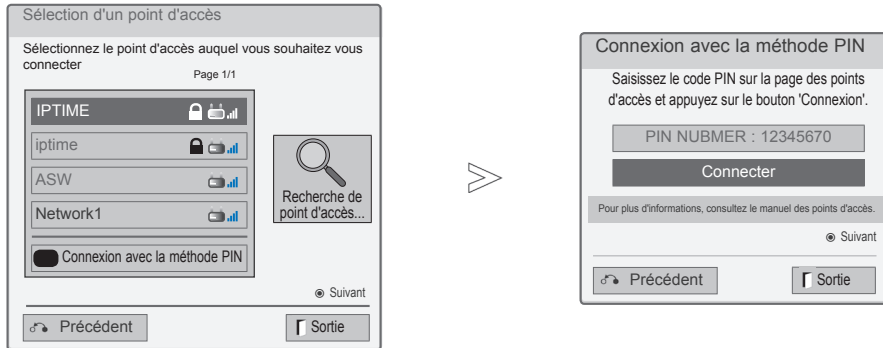 Sélection d'un point d'accès
Sélectionnez le point d'accès auquel vous souhaitez vous
connecter
Page 1/1
IPTIME
iptime
ASW
Network1
Connexion avec la méthode PIN
Recherche de
point d'accès...
Suivant
Précédent
Sortie
Connexion avec la méthode PIN
Saisissez le code PIN sur la page des points
d'accès et appuyez sur le bouton 'Connexion'.
PIN NUBMER : 12345670
Connecter
Pour plus d'informations, consultez le manuel des points d'accès.
Suivant
Précédent
Sortie